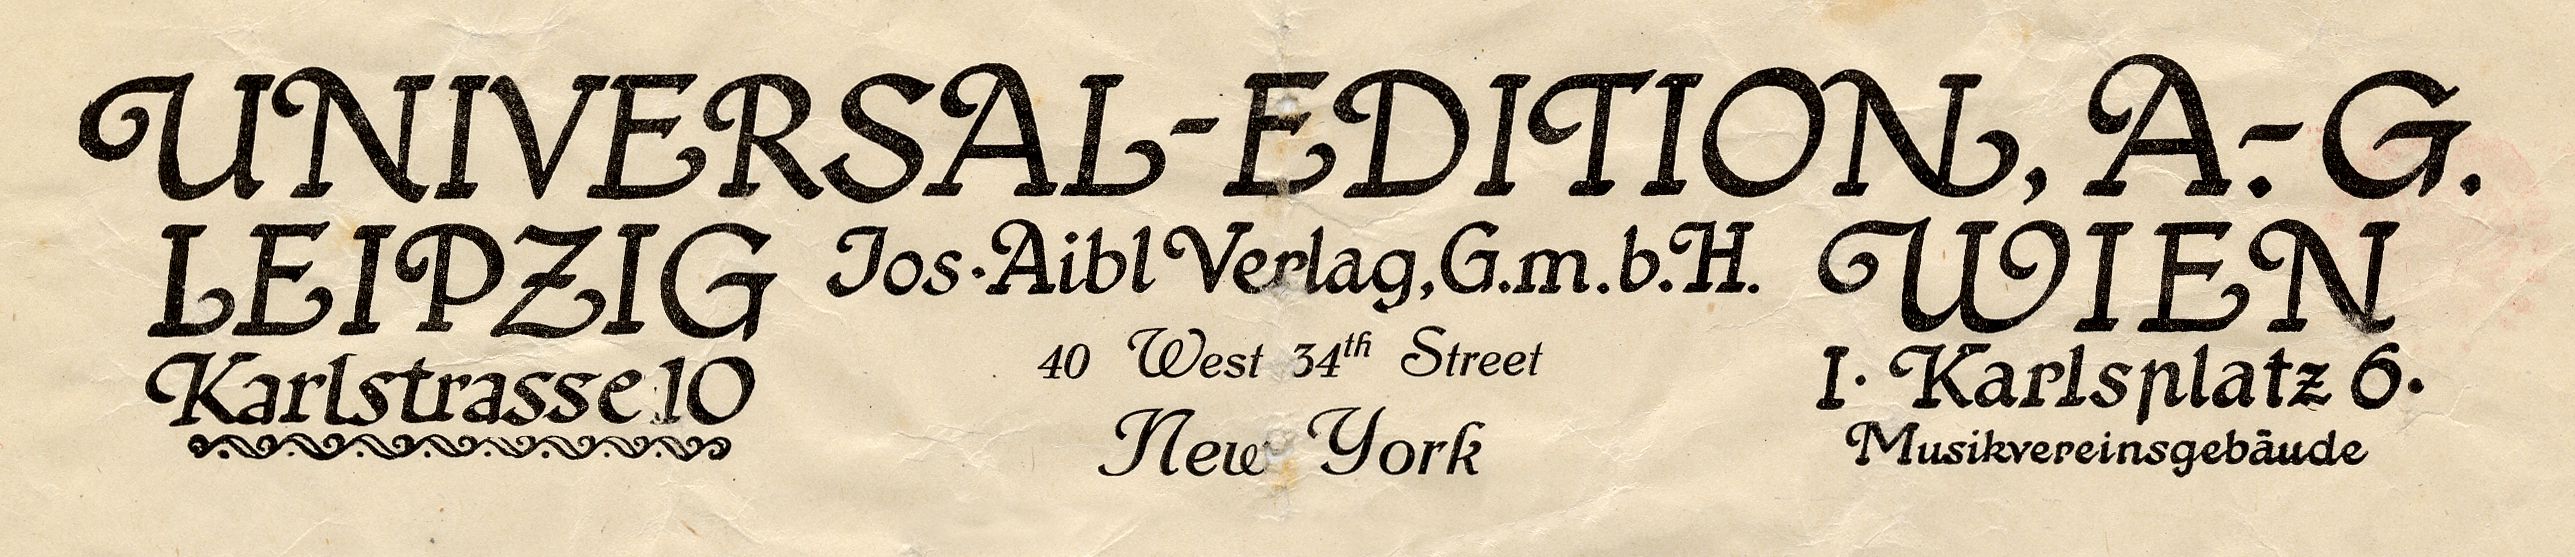 UNIVERSAL-EDITION, A.-G.
LEIPZIG Jos. Aibl Verlag, G.m.b.H. WIEN
Karlstrasse 10
40 West 34th Street
New York
I. Karlsplatz 6.
Musikvereinsgebäude